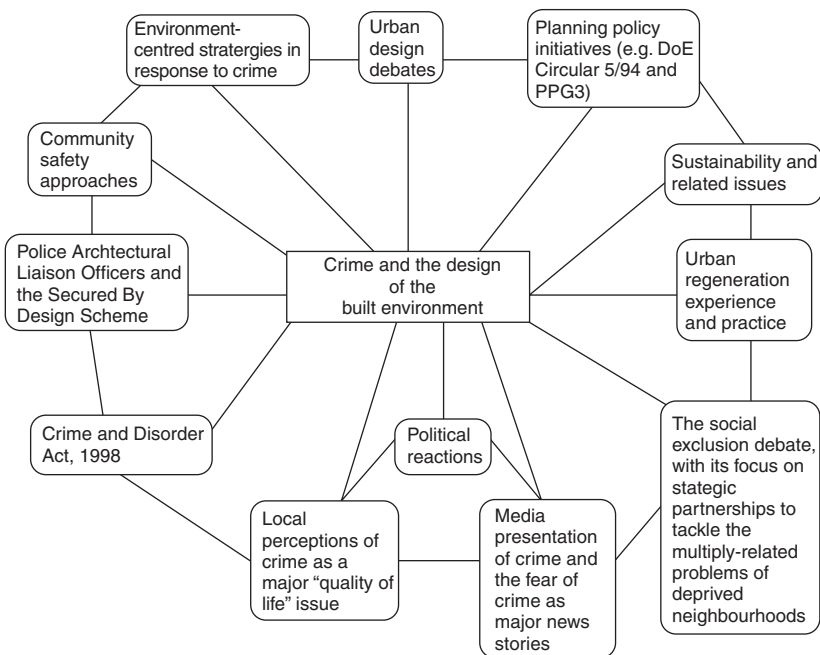 Environment-
centred stratergies in
response to crime
Urban
design
debates
Planning policy
initiatives (e.g. DoE
Circular 5/94 and
PPG3)
Community
safety
approaches
Sustainability and
related issues
Police Archtectural
Liaison Officers and
the Secured By
Design Scheme
Crime and the design
of the
built environment
Urban
regeneration
experience
and practice
Crime and Disorder
Act, 1998
Political
reactions
The social
exclusion debate,
with its focus on
stategic
partnerships to
tackle the
multiply-related
problems of
deprived
neighbourhoods
Local
perceptions of
crime as a
major “quality of
life” issue
Media
presentation
of crime and
the fear of
crime as
major news
stories